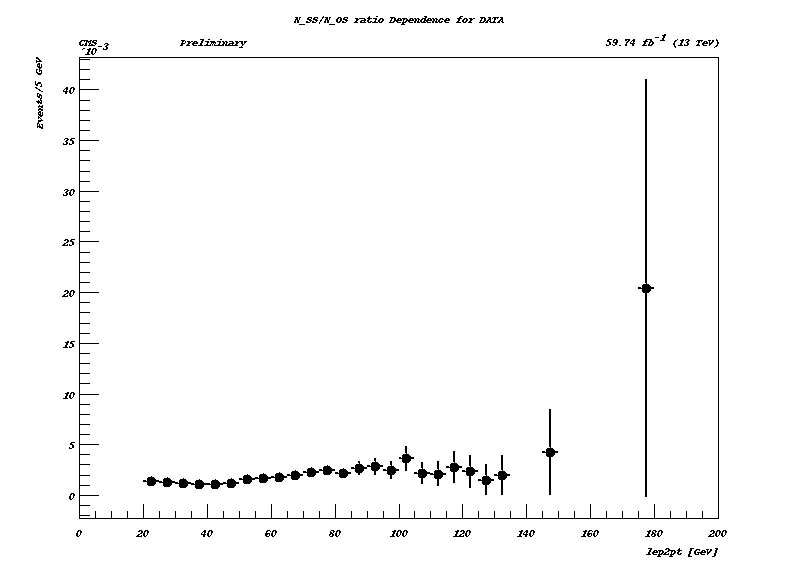 N_SS/N_OS ratio Dependence for DATA
CMS Preliminary 59.74 fb^-1 (13 TeV)
×10^-3
Events/5 GeV
40
35
30
25
20
15
10
5
0
0 20 40 60 80 100 120 140 160 180 200
lep2pt [GeV]